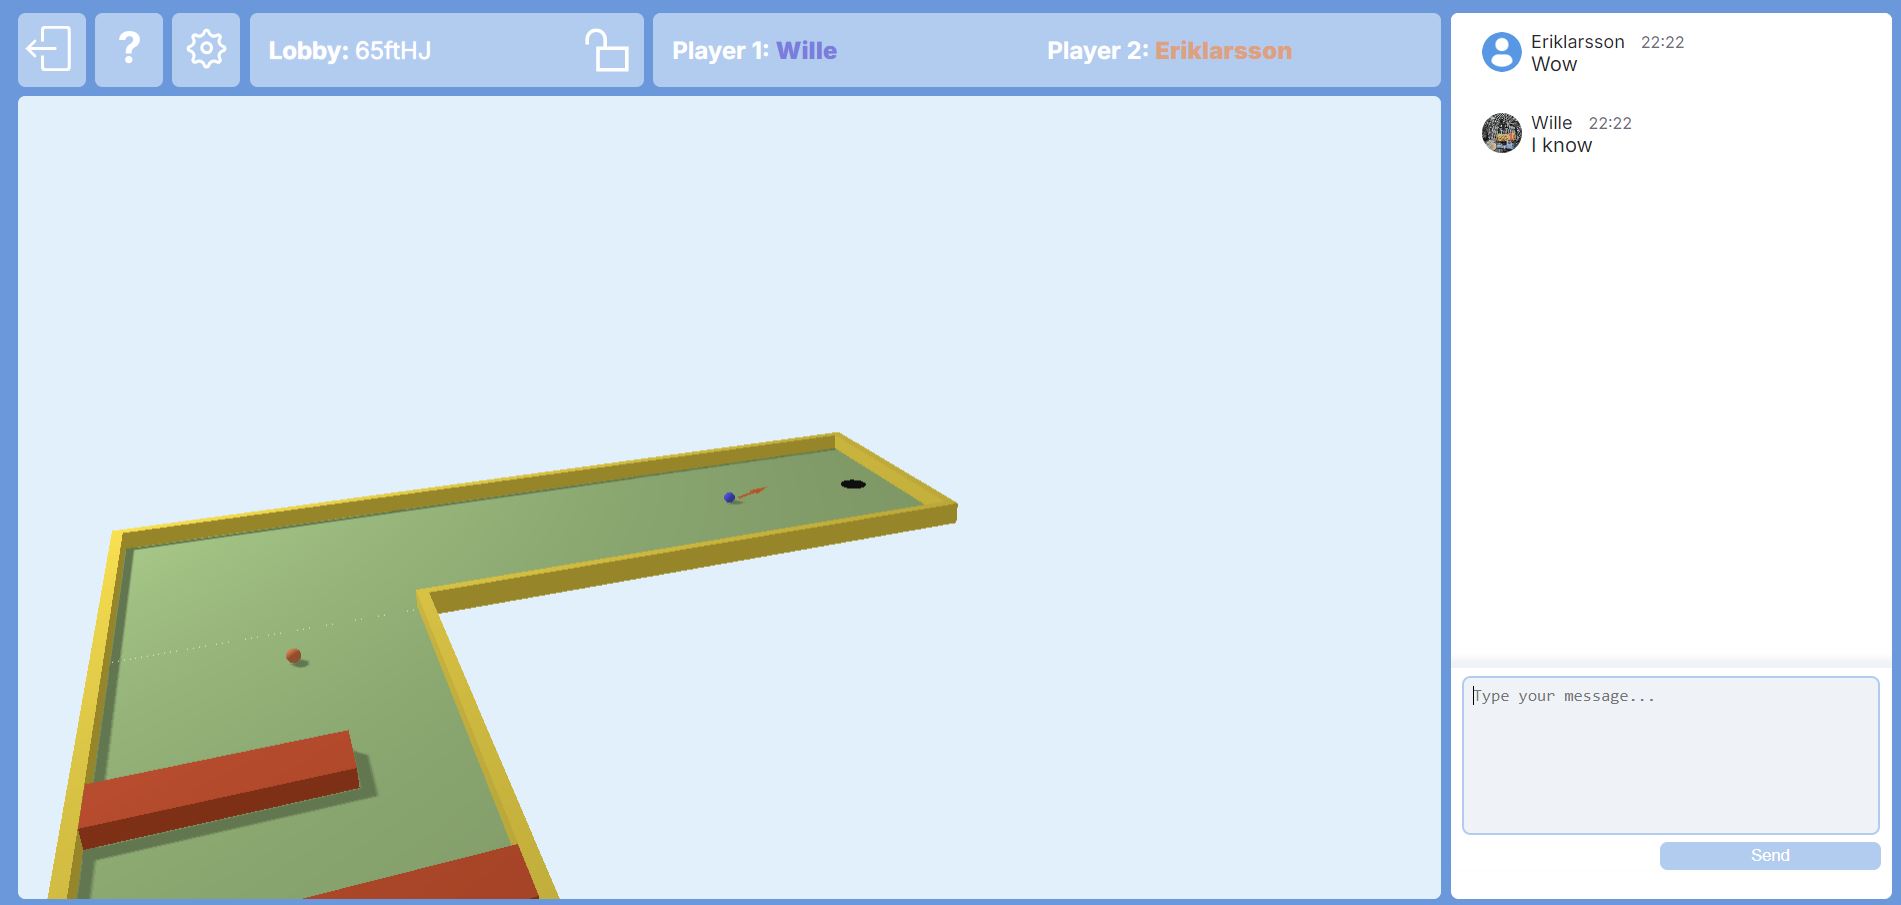 ?
Lobby: 65ftHJ
Player 1: Wille
Player 2: Eriklarsson
Eriklarsson 22:22
Wow
Wille 22:22
I know
Type your message...
Send